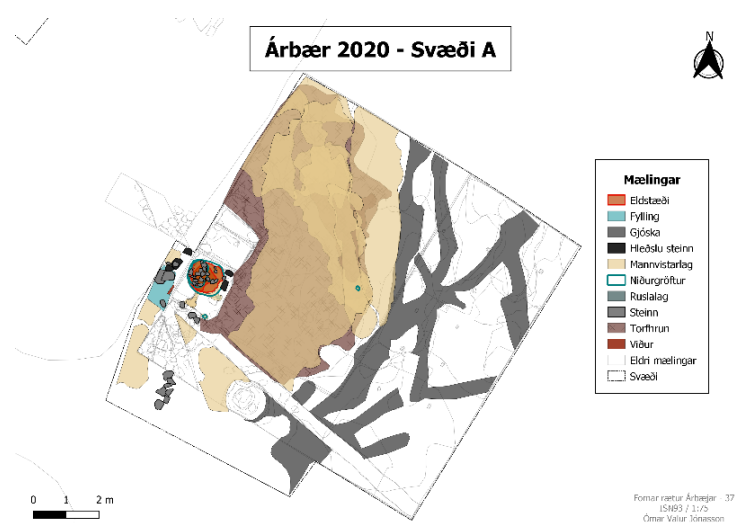 Árbær 2020 - Svæði A
N
Mælingar
Eldstæði
Fylling
Gjóska
Hleðslu steinn
Mannvistarlag
Niðurgröftur
Ruslalag
Steinn
Torfhrun
Viður
Eldri mælingar
Svæði
0 1 2 m
Fornar rætur Árbæjar - 37
ISN93 / 1:75
Ómar Valur Jónasson